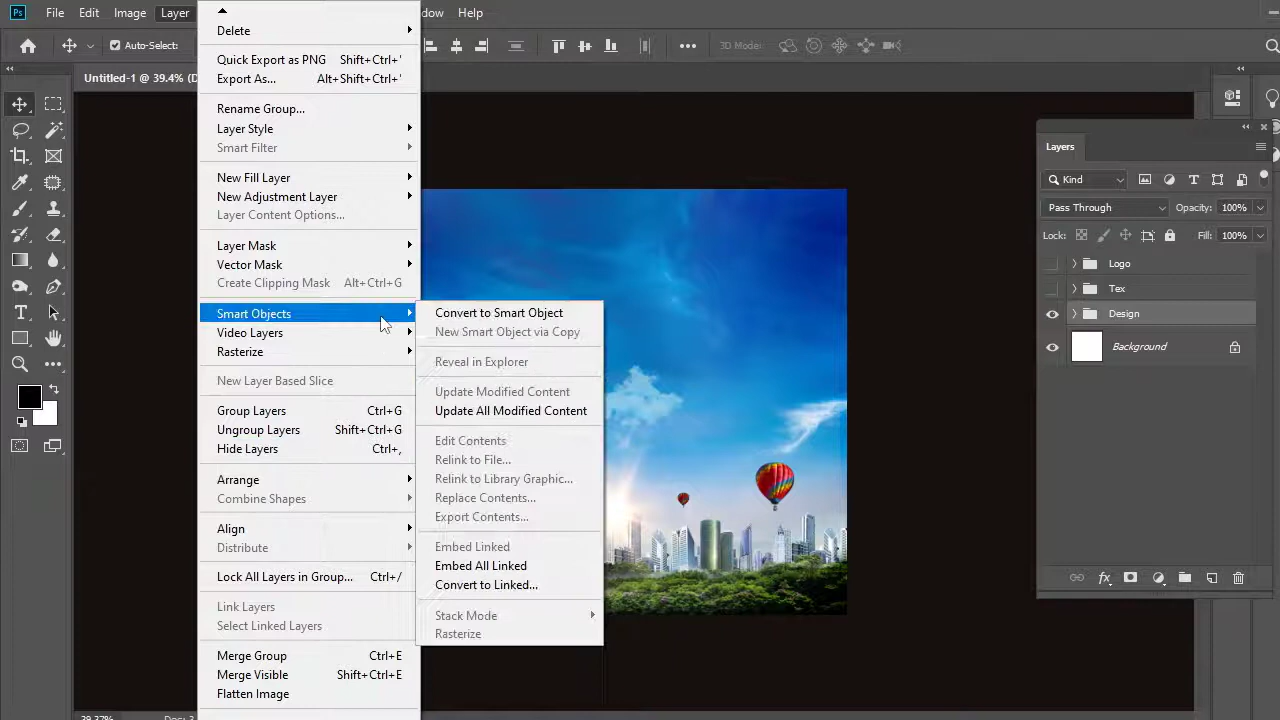 Ps File Edit Image Layer dow Help
Auto-Select: 3D Mode:
Untitled-1 @ 39.4% (D
Delete
Quick Export as PNG Shift+Ctrl+'
Export As... Alt+Shift+Ctrl+'
Rename Group...
Layer Style
Smart Filter
New Fill Layer
New Adjustment Layer
Layer Content Options...
Layer Mask
Vector Mask
Create Clipping Mask Alt+Ctrl+G
Smart Objects
Video Layers
Rasterize
New Layer Based Slice
Group Layers Ctrl+G
Ungroup Layers Shift+Ctrl+G
Hide Layers Ctrl+,
Arrange
Combine Shapes
Align
Distribute
Lock All Layers in Group... Ctrl+/
Link Layers
Select Linked Layers
Merge Group Ctrl+E
Merge Visible Shift+Ctrl+E
Flatten Image
Convert to Smart Object
New Smart Object via Copy
Reveal in Explorer
Update Modified Content
Update All Modified Content
Edit Contents
Relink to File...
Relink to Library Graphic...
Replace Contents...
Export Contents...
Embed Linked
Embed All Linked
Convert to Linked...
Stack Mode
Rasterize
Layers
Kind
Pass Through Opacity: 100%
Lock: Fill: 100%
Logo
Tex
Design
Background
39.37% Doc: 3